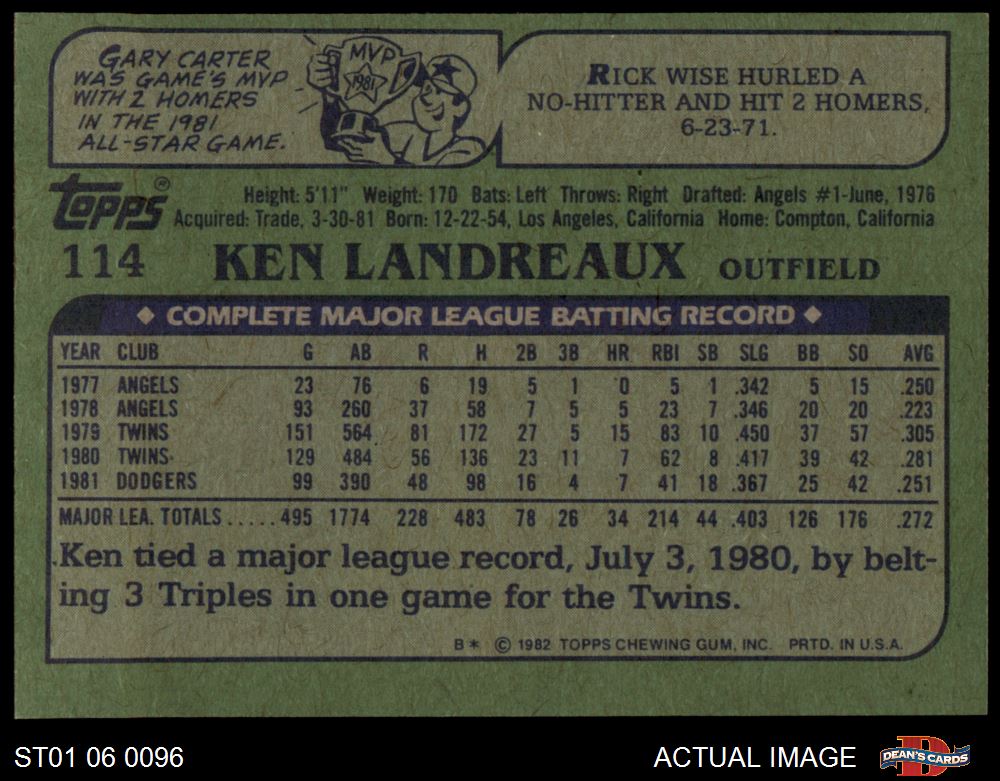 GARY CARTER
WAS GAME'S MVP
WITH 2 HOMERS
IN THE 1981
ALL-STAR GAME.
MVP
1981
RICK WISE HURLED A
NO-HITTER AND HIT 2 HOMERS,
6-23-71.
Topps® Height: 5'11" Weight: 170 Bats: Left Throws: Right Drafted: Angels #1-June, 1976
Acquired: Trade, 3-30-81 Born: 12-22-54, Los Angeles, California Home: Compton, California
114 KEN LANDREAUX OUTFIELD
◆ COMPLETE MAJOR LEAGUE BATTING RECORD ◆
YEAR CLUB G AB R H 2B 3B HR RBI SB SLG BB SO AVG
1977 ANGELS 23 76 6 19 5 1 0 5 1 .342 5 15 .250
1978 ANGELS 93 260 37 58 7 5 5 23 7 .346 20 20 .223
1979 TWINS 151 564 81 172 27 5 15 83 10 .450 37 57 .305
1980 TWINS 129 484 56 136 23 11 7 62 8 .417 39 42 .281
1981 DODGERS 99 390 48 98 16 4 7 41 18 .367 25 42 .251
MAJOR LEA. TOTALS.....495 1774 228 483 78 26 34 214 44 .403 126 176 .272
Ken tied a major league record, July 3, 1980, by belt-
ing 3 Triples in one game for the Twins.
B* © 1982 TOPPS CHEWING GUM, INC. PRTD. IN U.S.A.
ST01 06 0096 ACTUAL IMAGE DEAN'S CARDS